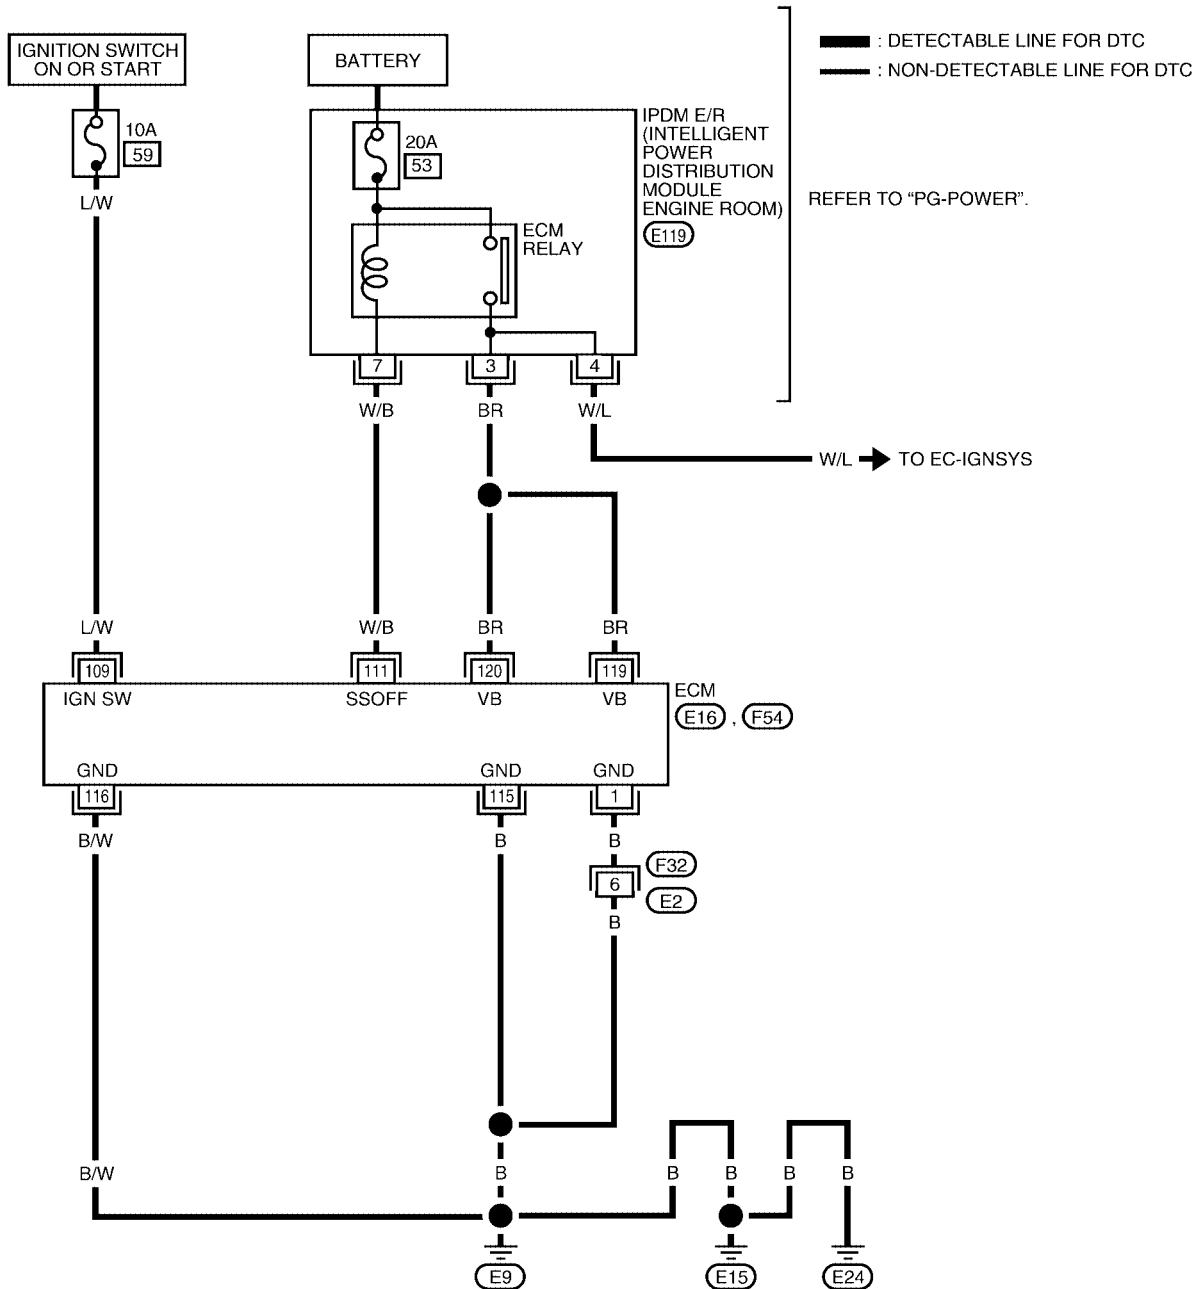 IGNITION SWITCH
ON OR START
BATTERY
: DETECTABLE LINE FOR DTC
: NON-DETECTABLE LINE FOR DTC
10A
59
L/W
20A
53
IPDM E/R
(INTELLIGENT
POWER
DISTRIBUTION
MODULE
ENGINE ROOM)
E119
REFER TO "PG-POWER".
ECM
RELAY
7
3
4
W/B
BR
W/L
W/L
TO EC-IGNSYS
L/W
W/B
BR
BR
109
111
120
119
IGN SW
SSOFF
VB
VB
ECM
E16 , F54
GND
GND
GND
116
115
1
B/W
B
B
6
F32
E2
B
B/W
B
B
B
B
B
E9
E15
E24